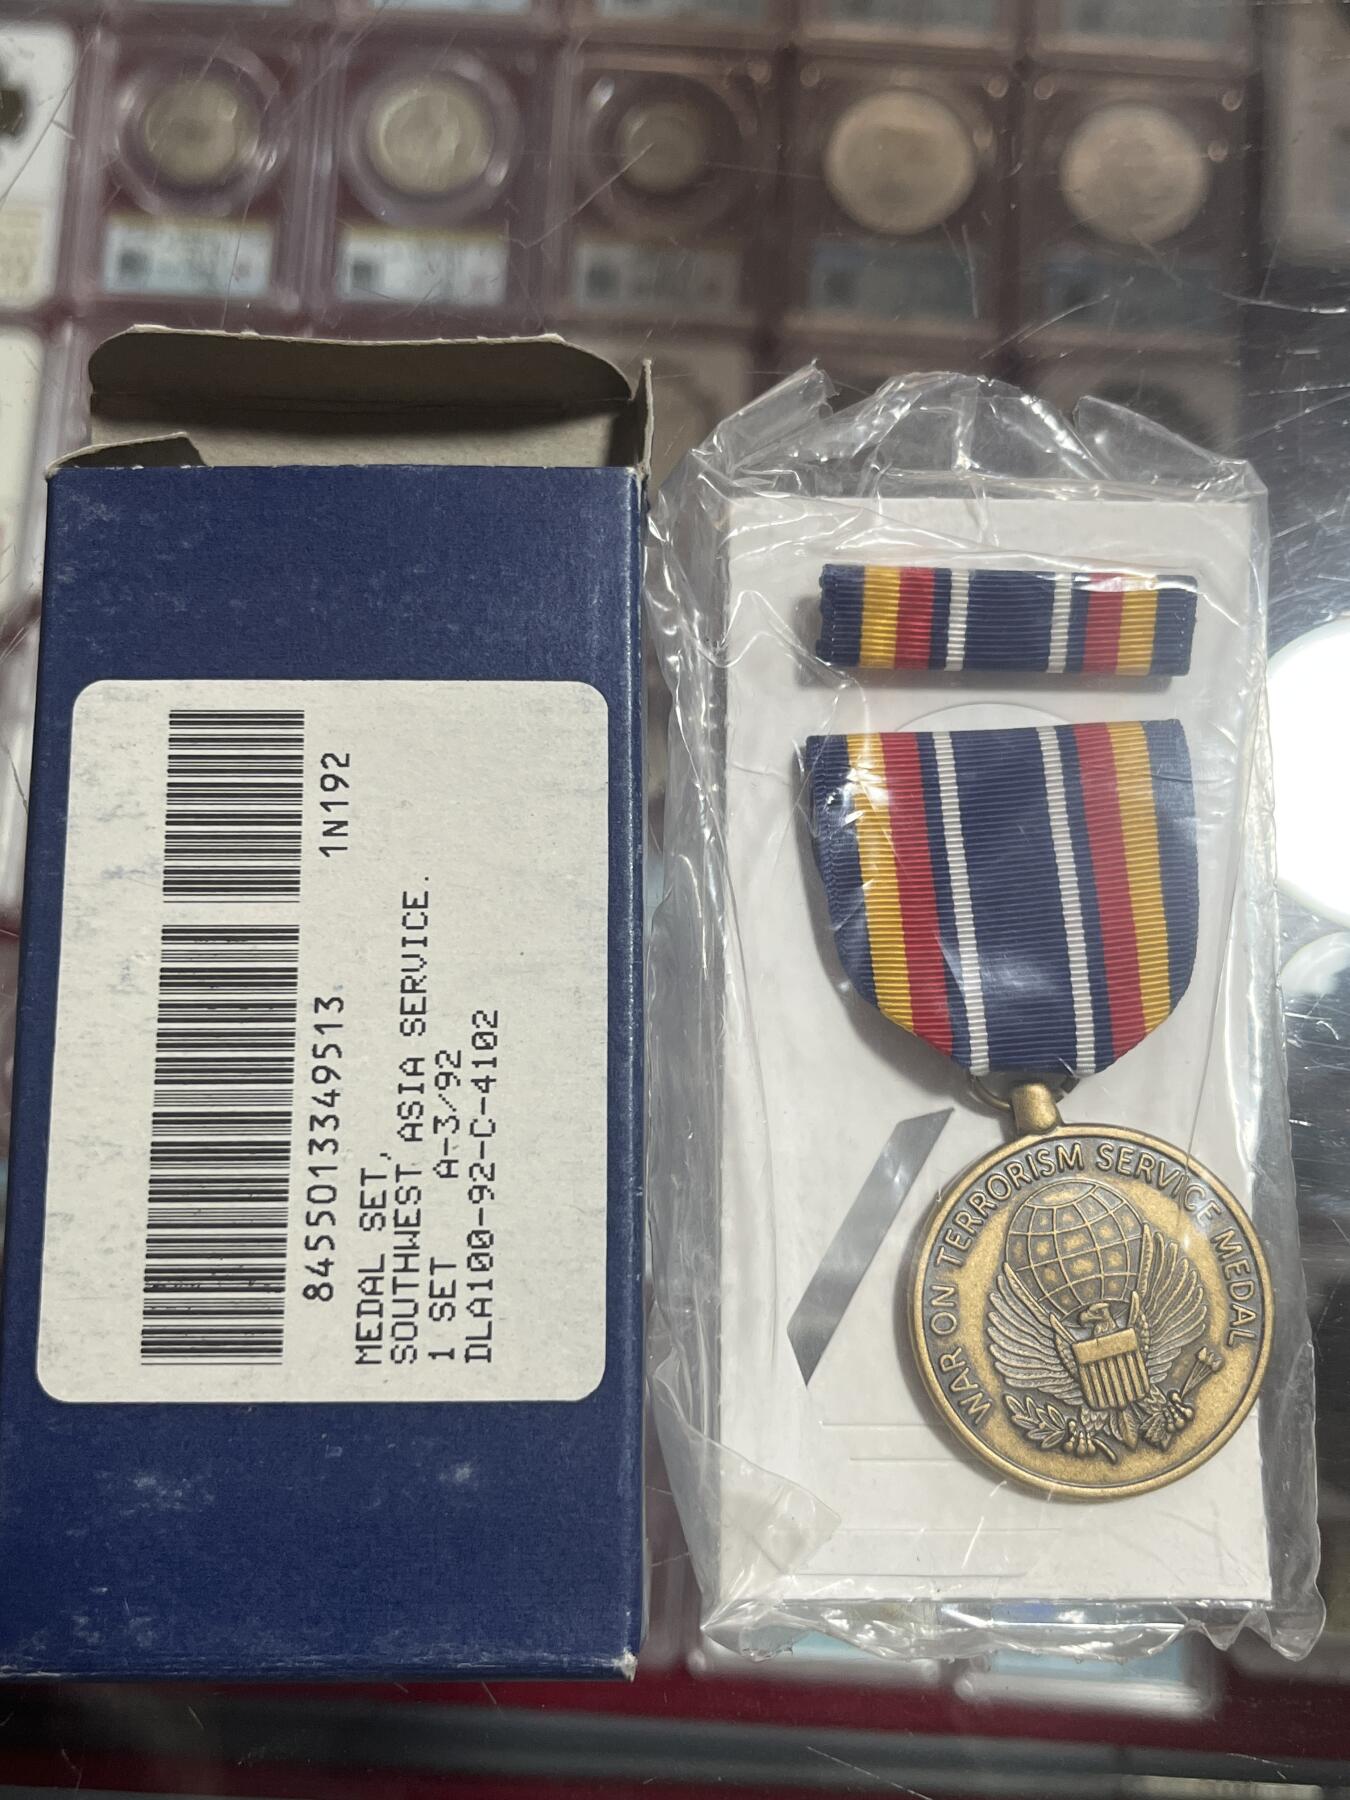 1N192
8455013349513
MEDAL SET,
SOUTHWEST ASIA SERVICE.
1 SET A-3/92
DLA100-92-C-4102
WAR ON TERRORISM SERVICE MEDAL